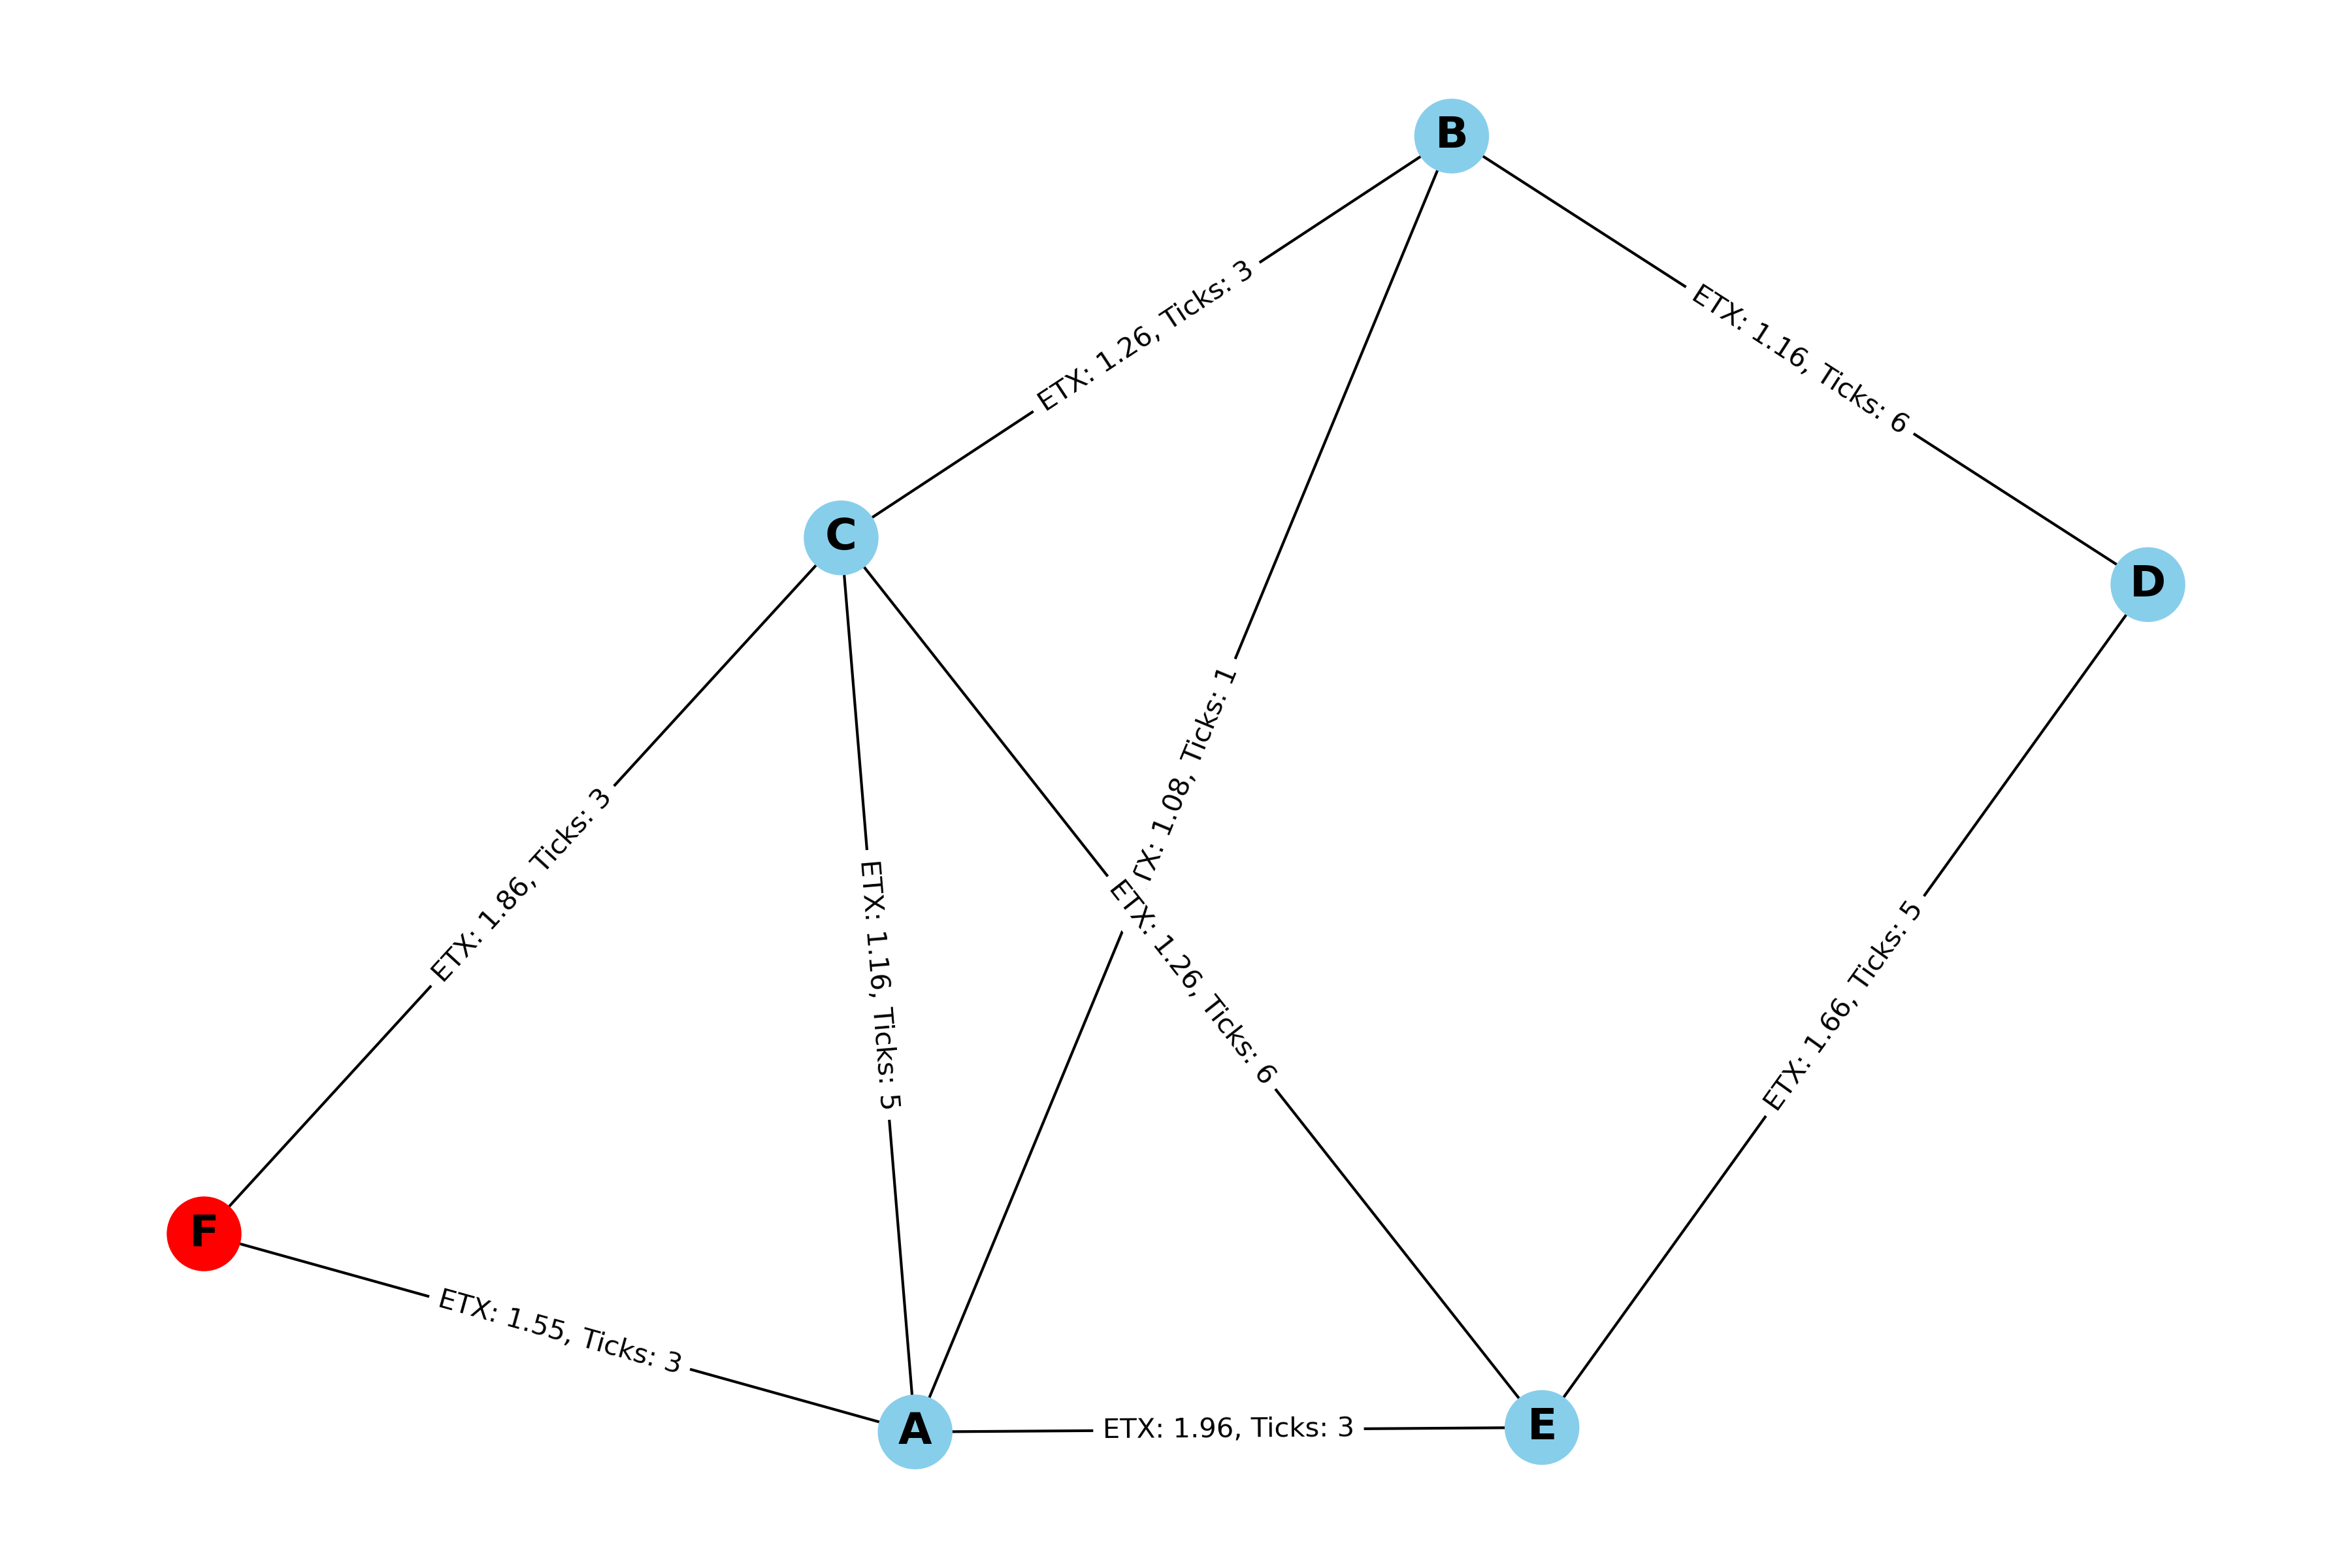 B
ETX: 1.26, Ticks: 3
ETX: 1.16, Ticks: 6
C
D
TX: 1.08, Ticks: 1
ETX: 1.86, Ticks: 3
ETX: 1.16, Ticks: 5
ETX: 1.26, Ticks: 6
ETX: 1.66, Ticks: 5
F
ETX: 1.55, Ticks: 3
A
ETX: 1.96, Ticks: 3
E